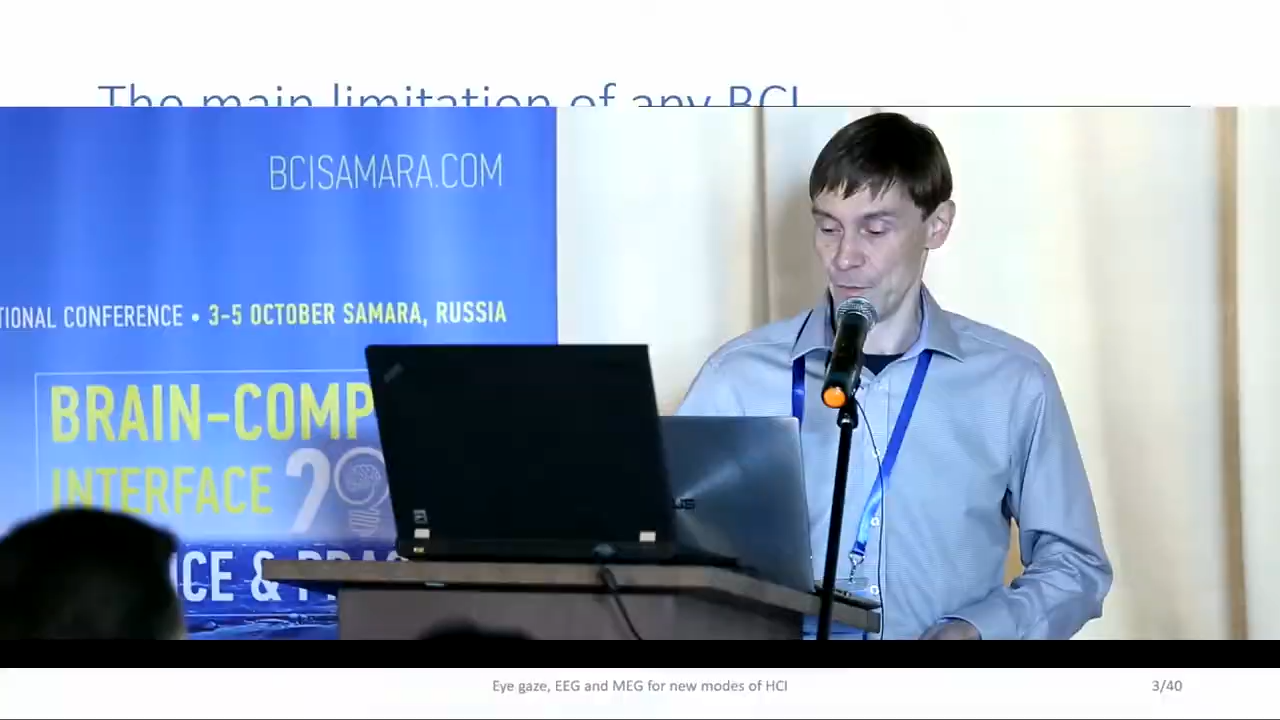 The main limitation of any BCI
BCISAMARA.COM
TIONAL CONFERENCE • 3-5 OCTOBER SAMARA, RUSSIA
BRAIN-COMP
INTERFACE
CE &
Eye gaze, EEG and MEG for new modes of HCI
3/40